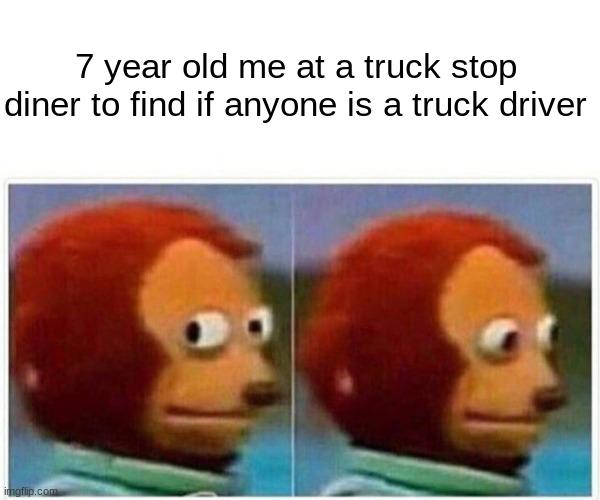 7 year old me at a truck stop
diner to find if anyone is a truck driver
imgflip.com